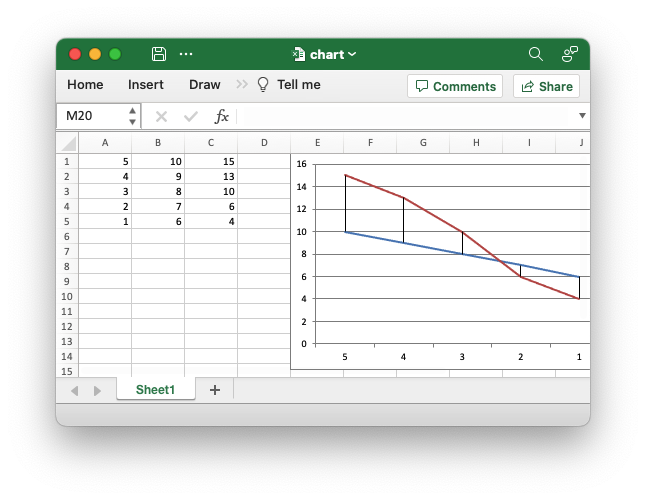 chart
Home Insert Draw Tell me Comments Share
M20 fx
A B C D E F G H I J
1 5 10 15
2 4 9 13
3 3 8 10
4 2 7 6
5 1 6 4
6
7
8
9
10
11
12
13
14
15
16
14
12
10
8
6
4
2
0
5 4 3 2 1
Sheet1 +